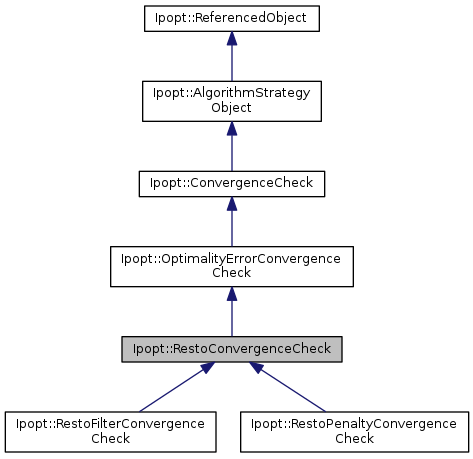 Ipopt::ReferencedObject
Ipopt::AlgorithmStrategy
Object
Ipopt::ConvergenceCheck
Ipopt::OptimalityErrorConvergence
Check
Ipopt::RestoConvergenceCheck
Ipopt::RestoFilterConvergence
Check
Ipopt::RestoPenaltyConvergence
Check